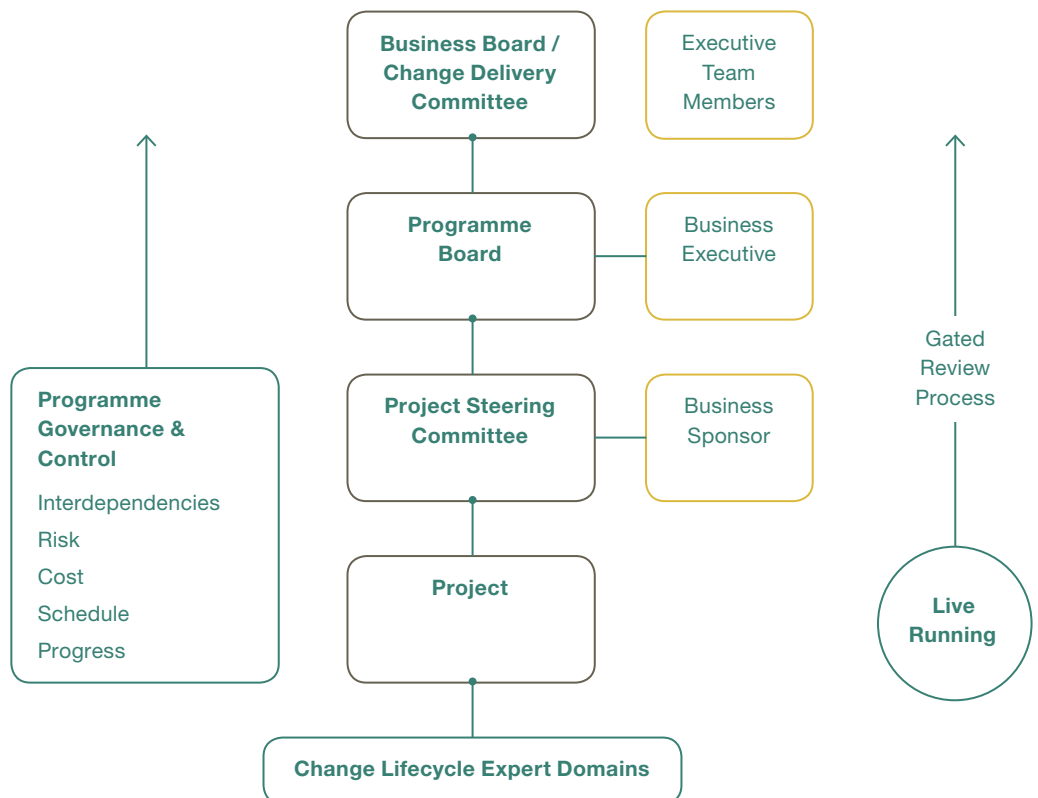 Business Board /
Change Delivery
Committee
Executive
Team
Members
Programme
Board
Business
Executive
Gated
Review
Process
Programme
Governance &
Control
Interdependencies
Risk
Cost
Schedule
Progress
Project Steering
Committee
Business
Sponsor
Project
Live
Running
Change Lifecycle Expert Domains